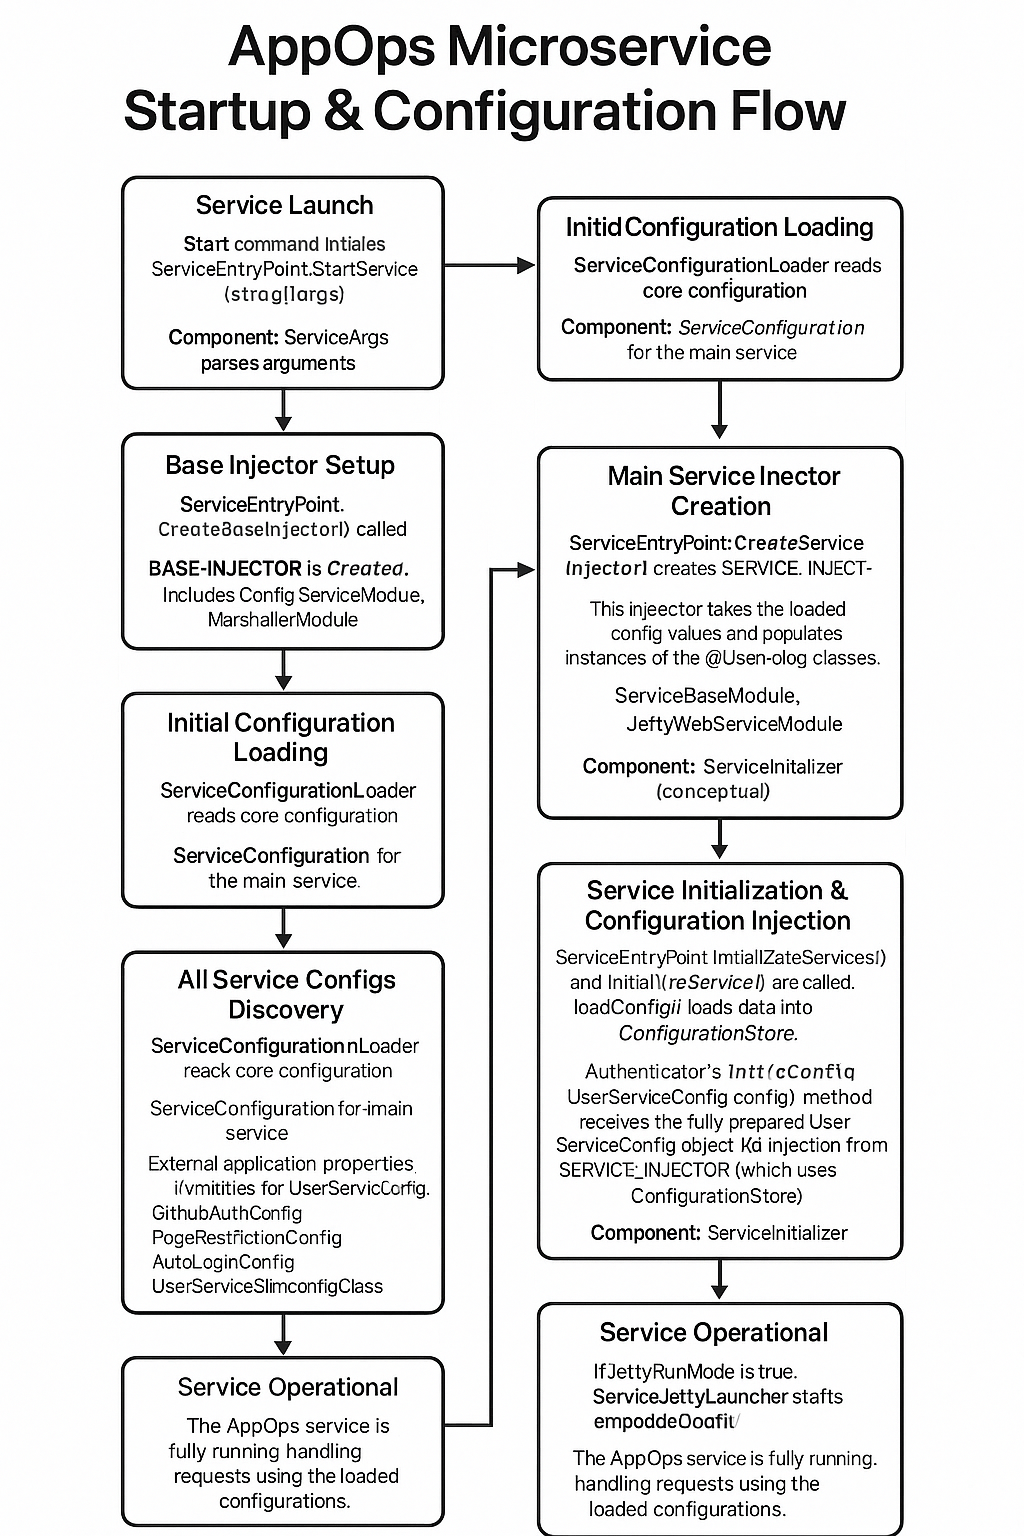 AppOps Microservice
Startup & Configuration Flow
Service Launch
Start command Intiales
ServiceEntryPoint.StartService
(strag[]args)
Component: ServiceArgs
parses arguments
Base Injector Setup
ServiceEntryPoint.
CreateBaseInjectorl) called
BASE-INJECTOR is Created.
Includes Config ServiceModue,
MarshallerModule
Initial Configuration
Loading
ServiceConfigurationLoader
reads core configuration
ServiceConfiguration for
the main service.
All Service Configs
Discovery
ServiceConfigurationnLoader
reack core configuration
ServiceConfiguration for-imain
service
External application properties
for UserServicConfig.
GithubAuthConfig
PogeRestfictionConfig
AutoLoginConfig
UserServiceSlimconfigClass
Service Operational
The AppOps service is
fully running handling
requests using the loaded
configurations.
InitidConfiguration Loading
ServiceConfigurationLoader reads
core configuration
Component: ServiceConfiguration
for the main service
Main Service Inector
Creation
ServiceEntryPoint:CreateService
Injectorl creates SERVICE. INJECT-
This injeector takes the loaded
config values and populates
instances of the @Usen-olog classes.
ServiceBaseModule,
JeftyWebServiceModule
Component: ServiceInitalizer
(conceptual)
Service Initialization &
Configuration Injection
ServiceEntryPoint ImtiallZateServicesl)
and are called.
loadConfigii loads data into
ConfigurationStore.
Authenticator's
UserServiceConfig config) method
receives the fully prepared User
ServiceConfig object injection from
SERVICE_INJECTOR (which uses
ConfigurationStore)
Component: ServiceInitializer
Service Operational
IfJettyRunMode is true.
ServiceJettyLauncher stafts
The AppOps service is fully running.
handling requests using the
loaded configurations.